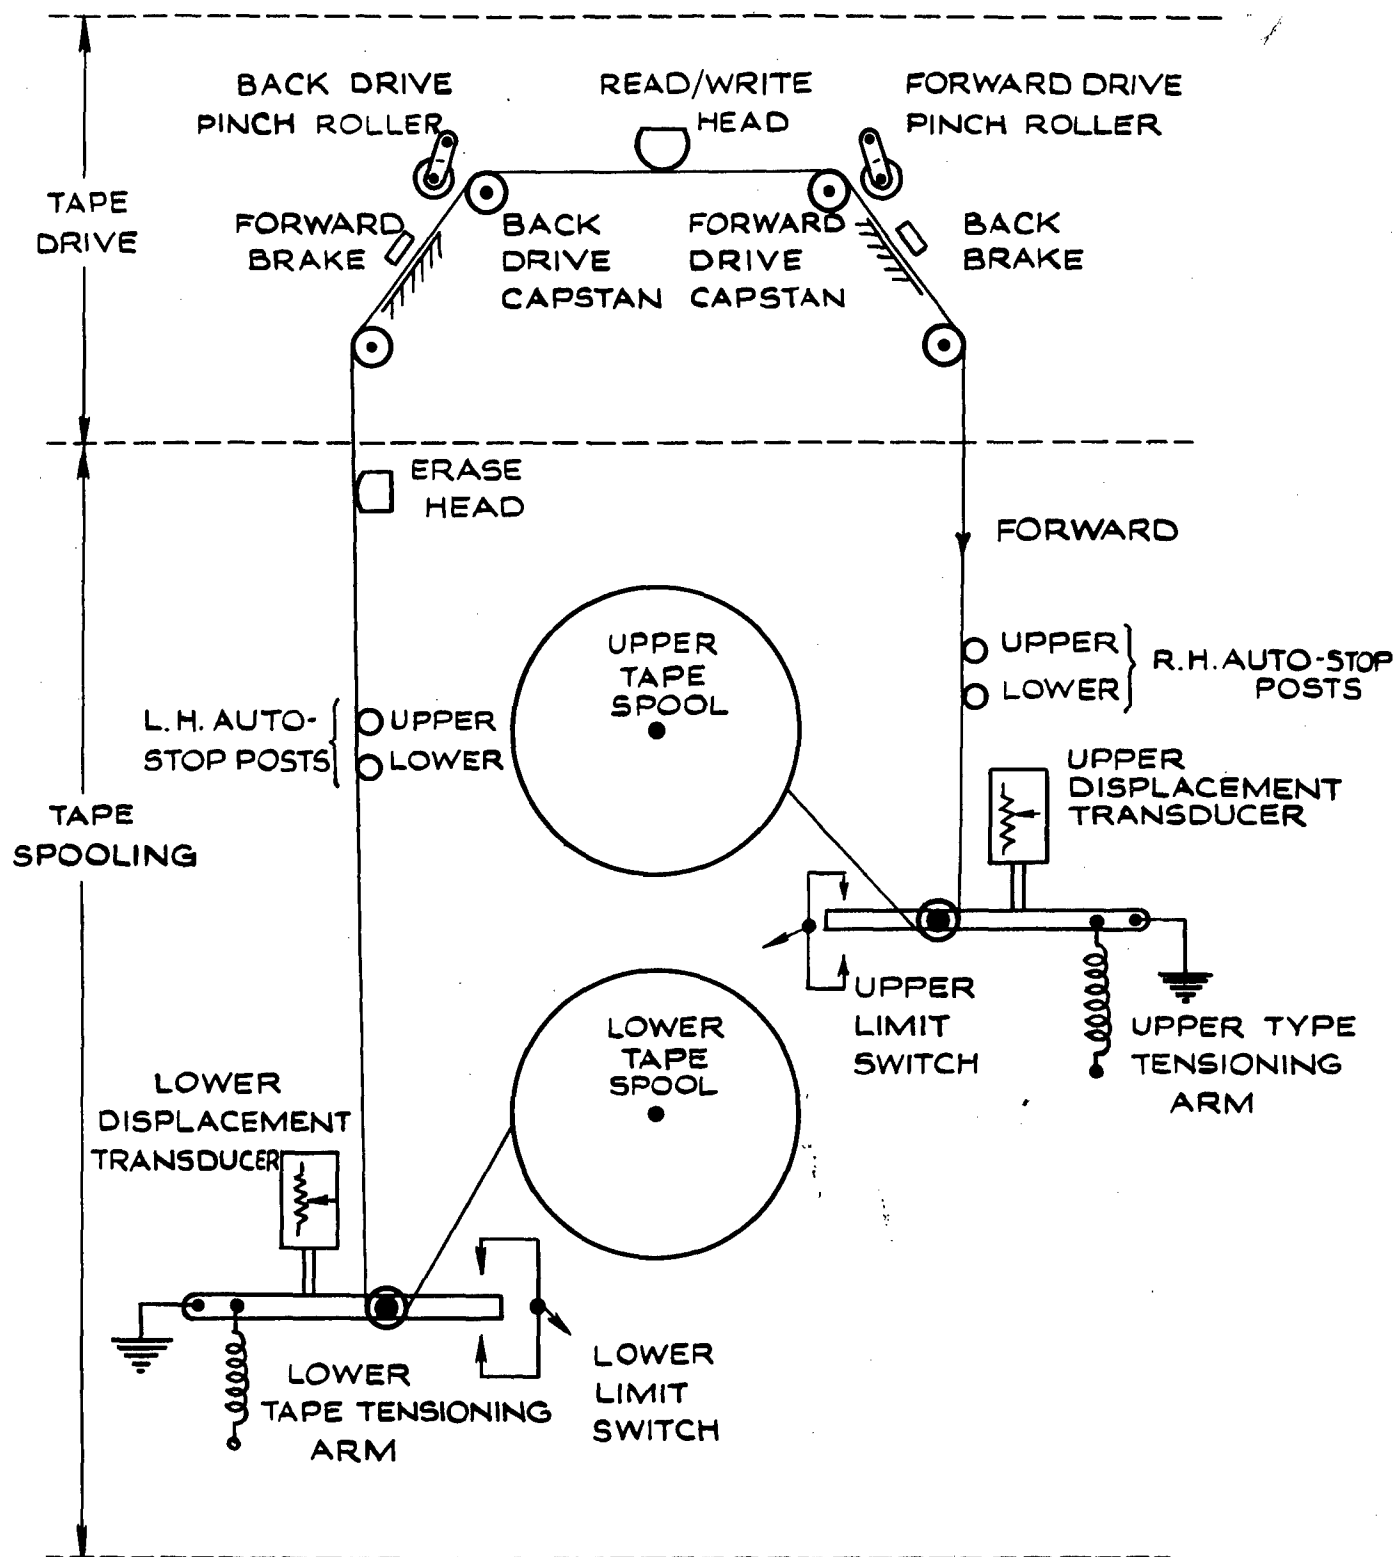 BACK DRIVE
PINCH ROLLER
READ/WRITE
HEAD
FORWARD DRIVE
PINCH ROLLER
TAPE
DRIVE
FORWARD
BRAKE
BACK
DRIVE
CAPSTAN
FORWARD
DRIVE
CAPSTAN
BACK
BRAKE
ERASE
HEAD
FORWARD
UPPER
TAPE
SPOOL
UPPER
LOWER
R.H. AUTO-STOP
POSTS
L.H. AUTO-
STOP POSTS
UPPER
LOWER
UPPER
DISPLACEMENT
TRANSDUCER
TAPE
SPOOLING
UPPER
LIMIT
SWITCH
UPPER TYPE
TENSIONING
ARM
LOWER
TAPE
SPOOL
LOWER
DISPLACEMENT
TRANSDUCER
LOWER
TAPE TENSIONING
ARM
LOWER
LIMIT
SWITCH